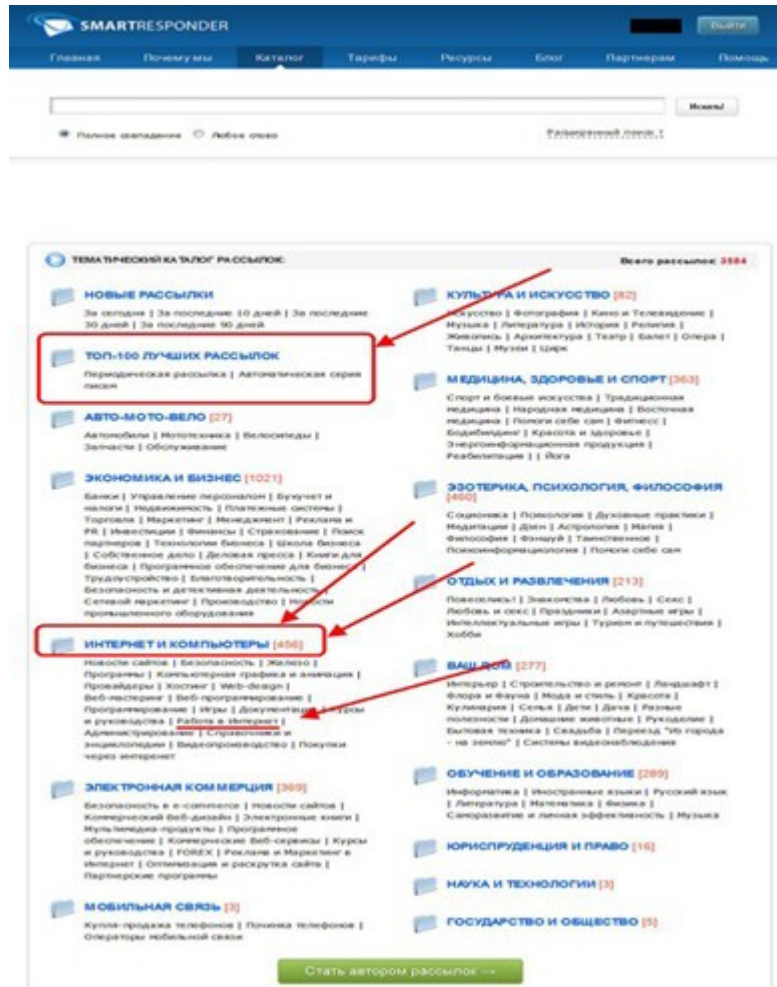 SMARTRESPONDER
Выйти
Главная Почему мы Каталог Тарифы Ресурсы Блог Партнерам Помощь
Искать!
Полное совпадение Любое слово Расширенный поиск
ТЕМАТИЧЕСКИЙ КАТАЛОГ РАССЫЛОК
Всего рассылок: 3584
НОВЫЕ РАССЫЛКИ
За сегодня | За последние 10 дней | За последние
30 дней | За последние 90 дней
ТОП-100 ЛУЧШИХ РАССЫЛОК
Периодическая рассылка | Автоматическая серия
писем
АВТО-МОТО-ВЕЛО [27]
Автомобили | Мототехника | Велосипеды |
Запчасти | Обслуживание
ЭКОНОМИКА И БИЗНЕС [1021]
Банки | Управление персоналом | Бухучет и
налоги | Недвижимость | Платежные системы |
Торговля | Маркетинг | Менеджмент | Реклама и
PR | Инвестиции | Финансы | Страхование | Поиск
партнеров | Технологии бизнеса | Школа бизнеса
| Собственное дело | Деловая пресса | Книги для
бизнеса | Программное обеспечение для бизнеса |
Трудоустройство | Благотворительность |
Безопасность и детективная деятельность |
Сетевой маркетинг | Производство | Новости
промышленного оборудования
ИНТЕРНЕТ И КОМПЬЮТЕРЫ [456]
Новости сайтов | Безопасность | Железо |
Программы | Компьютерная графика и анимация |
Провайдеры | Хостинг | Web-design |
Веб-мастеринг | Веб-программирование |
Программирование | Игры | Документация | Курсы
и руководства | Работа в Интернет |
Администрирование | Справочники и
энциклопедии | Видеопроизводство | Покупки
через интернет
ЭЛЕКТРОННАЯ КОММЕРЦИЯ [369]
Безопасность в e-commerce | Новости сайтов |
Коммерческий Веб-дизайн | Электронные книги |
Мультимедиа-продукты | Программное
обеспечение | Коммерческие Веб-сервисы | Курсы
и руководства | FOREX | Реклама и Маркетинг в
Интернет | Оптимизация и раскрутка сайта |
Партнерские программы
МОБИЛЬНАЯ СВЯЗЬ [3]
Купля-продажа телефонов | Починка телефонов |
Операторы мобильной связи
КУЛЬТУРА И ИСКУССТВО [82]
Искусство | Фотография | Кино и Телевидение |
Музыка | Литература | История | Религия |
Живопись | Архитектура | Театр | Балет | Опера |
Танцы | Музеи | Цирк
МЕДИЦИНА, ЗДОРОВЬЕ И СПОРТ [363]
Спорт и боевые искусства | Традиционная
медицина | Народная медицина | Восточная
медицина | Помоги себе сам | Фитнесс |
Бодибилдинг | Красота и здоровье |
Энергоинформационная продукция |
Реабилитация | | Йога
ЭЗОТЕРИКА, ПСИХОЛОГИЯ, ФИЛОСОФИЯ
[460]
Соционика | Психология | Духовные практики |
Медитации | Дзен | Астрология | Магия |
Философия | Фэншуй | Таинственное |
Психоинформациология | Помоги себе сам
ОТДЫХ И РАЗВЛЕЧЕНИЯ [213]
Повеселись! | Знакомства | Любовь | Секс |
Любовь и секс | Праздники | Азартные игры |
Интеллектуальные игры | Туризм и путешествия |
Хобби
ВАШ ДОМ [277]
Интерьер | Строительство и ремонт | Ландшафт |
Флора и Фауна | Мода и стиль | Красота |
Кулинария | Семья | Дети | Дача | Разные
полезности | Домашние животные | Рукоделие |
Бытовая техника | Свадьба | Переезд "Из города
- на землю" | Системы видеонаблюдения
ОБУЧЕНИЕ И ОБРАЗОВАНИЕ [289]
Информатика | Иностранные языки | Русский язык
| Литература | Математика | Физика |
Саморазвитие и личная эффективность | Музыка
ЮРИСПРУДЕНЦИЯ И ПРАВО [16]
НАУКА И ТЕХНОЛОГИИ [3]
ГОСУДАРСТВО И ОБЩЕСТВО [5]
Стать автором рассылок →